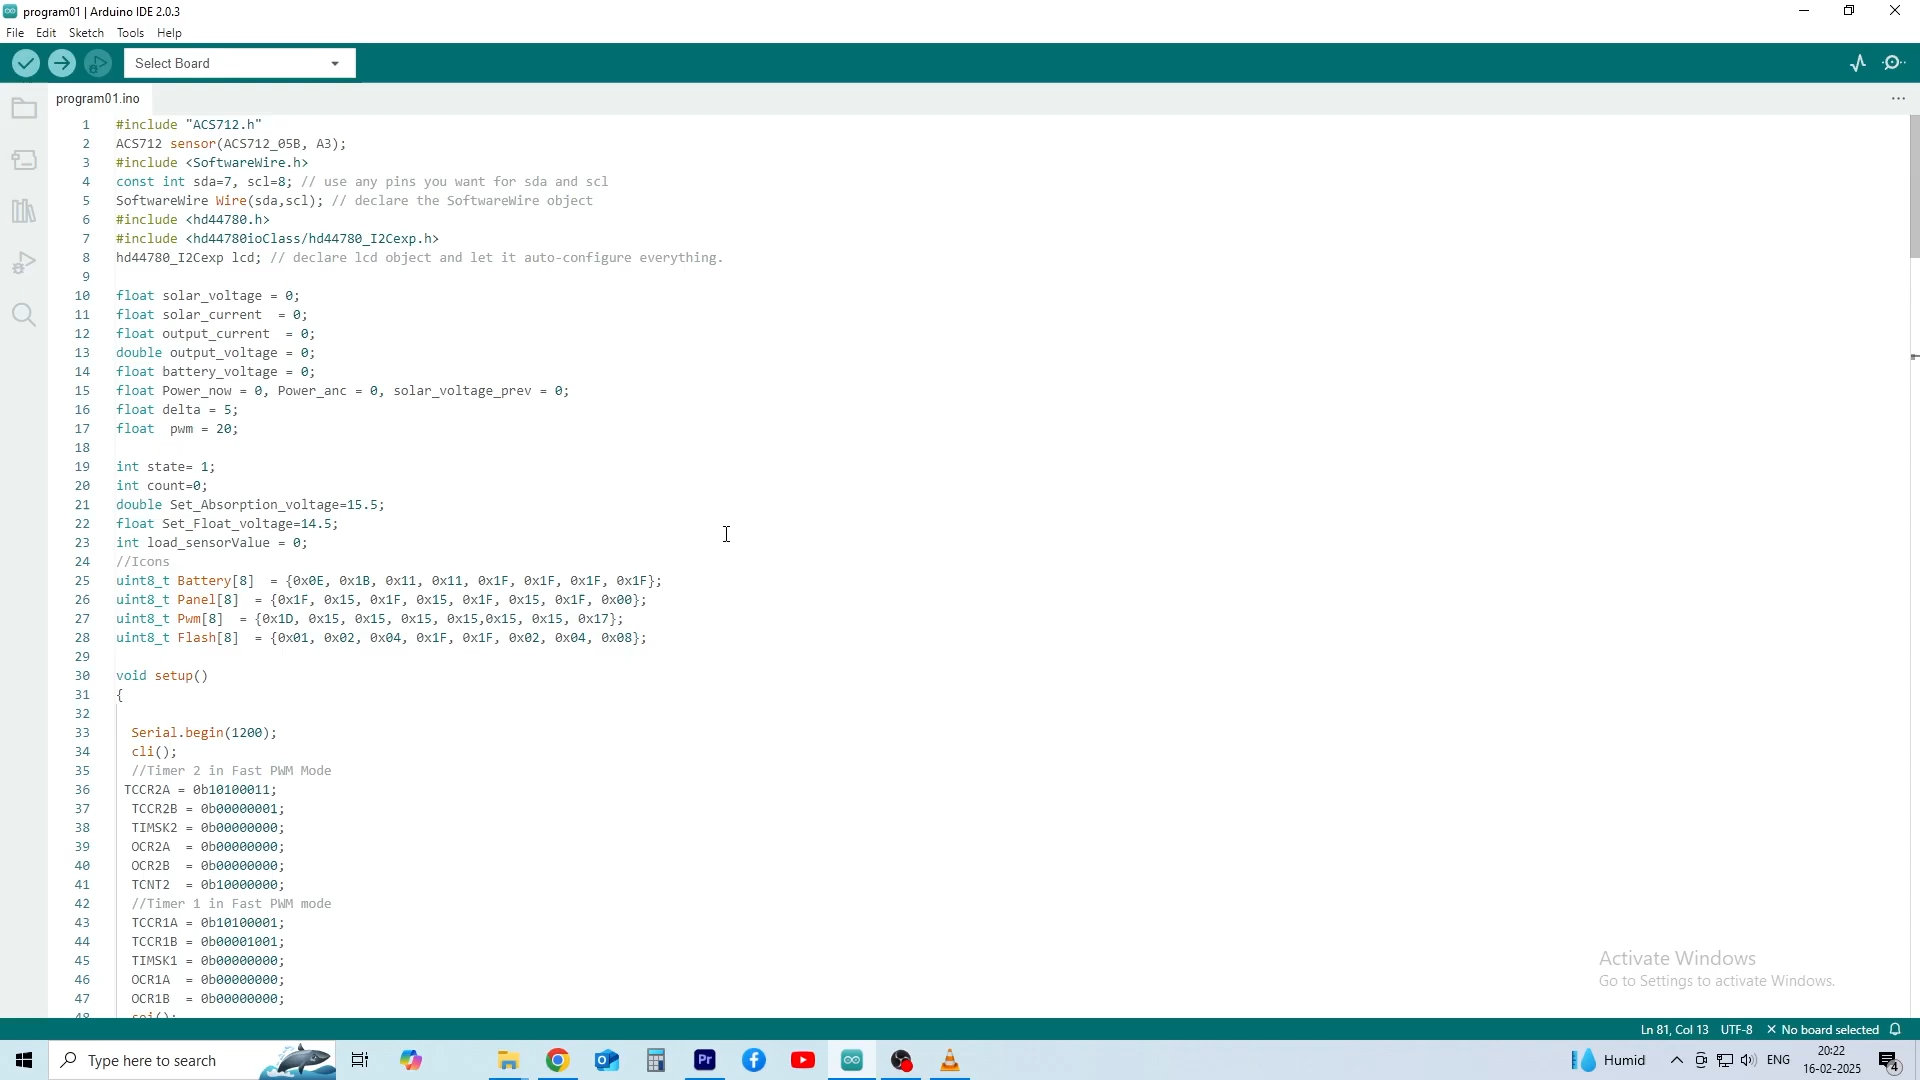 program01 | Arduino IDE 2.0.3
File Edit Sketch Tools Help
Select Board
program01.ino
1 #include "ACS712.h"
2 ACS712 sensor(ACS712_05B, A3);
3 #include <SoftwareWire.h>
4 const int sda=7, scl=8; // use any pins you want for sda and scl
5 SoftwareWire Wire(sda,scl); // declare the SoftwareWire object
6 #include <hd44780.h>
7 #include <hd44780ioClass/hd44780_I2Cexp.h>
8 hd44780_I2Cexp lcd; // declare lcd object and let it auto-configure everything.
9
10 float solar_voltage = 0;
11 float solar_current  = 0;
12 float output_current  = 0;
13 double output_voltage = 0;
14 float battery_voltage = 0;
15 float Power_now = 0, Power_anc = 0, solar_voltage_prev = 0;
16 float delta = 5;
17 float  pwm = 20;
18
19 int state= 1;
20 int count=0;
21 double Set_Absorption_voltage=15.5;
22 float Set_Float_voltage=14.5;
23 int load_sensorValue = 0;
24 //Icons
25 uint8_t Battery[8]  = {0x0E, 0x1B, 0x11, 0x11, 0x1F, 0x1F, 0x1F, 0x1F};
26 uint8_t Panel[8]  = {0x1F, 0x15, 0x1F, 0x15, 0x1F, 0x15, 0x1F, 0x00};
27 uint8_t Pwm[8]  = {0x1D, 0x15, 0x15, 0x15, 0x15,0x15, 0x15, 0x17};
28 uint8_t Flash[8]  = {0x01, 0x02, 0x04, 0x1F, 0x1F, 0x02, 0x04, 0x08};
29
30 void setup()
31 {
32
33 Serial.begin(1200);
34 cli();
35 //Timer 2 in Fast PWM Mode
36 TCCR2A = 0b10100011;
37 TCCR2B = 0b00000001;
38 TIMSK2 = 0b00000000;
39 OCR2A  = 0b00000000;
40 OCR2B  = 0b00000000;
41 TCNT2  = 0b10000000;
42 //Timer 1 in Fast PWM mode
43 TCCR1A = 0b10100001;
44 TCCR1B = 0b00001001;
45 TIMSK1 = 0b00000000;
46 OCR1A  = 0b00000000;
47 OCR1B  = 0b00000000;
48 sei();
Activate Windows
Go to Settings to activate Windows.
Ln 81, Col 13 UTF-8 No board selected
Type here to search
Humid ENG 20:22
16-02-2025 4